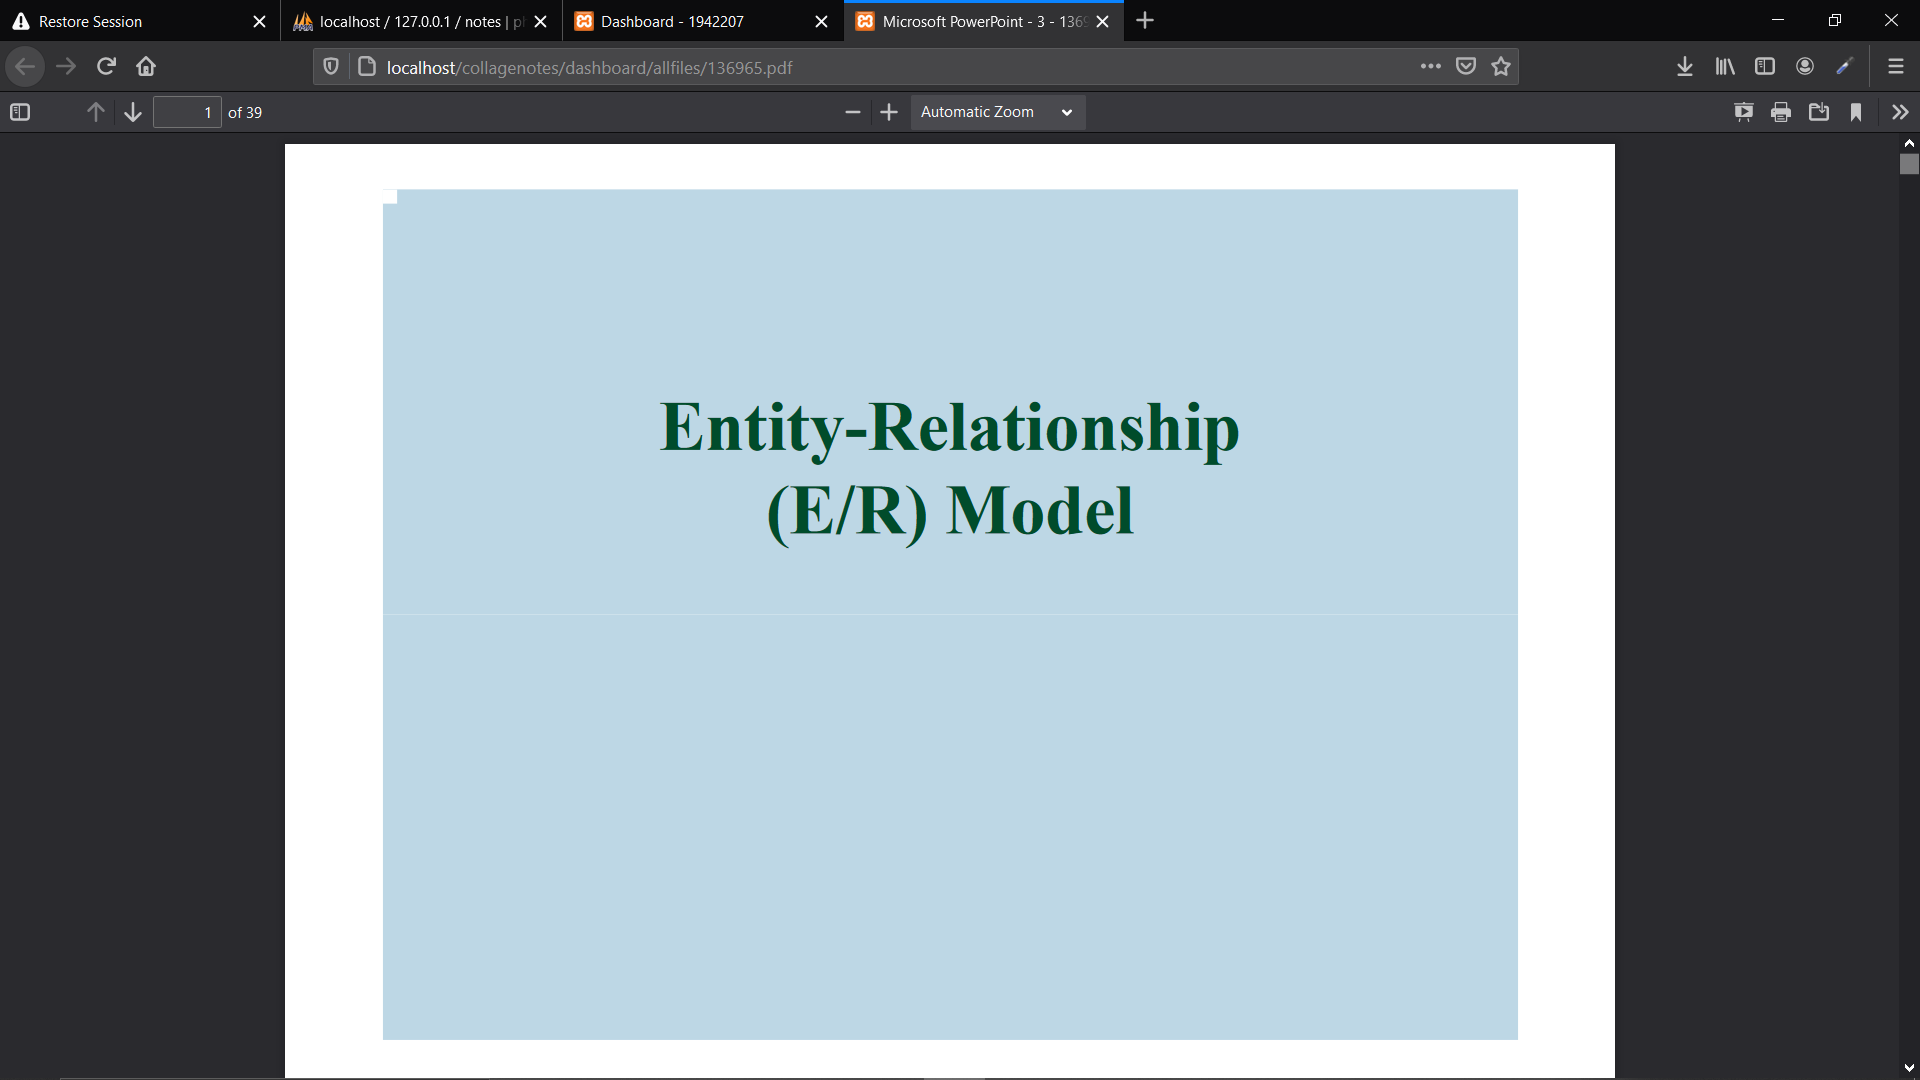 Restore Session
localhost / 127.0.0.1 / notes |
Dashboard - 1942207
Microsoft PowerPoint - 3 - 136
localhost/collagenotes/dashboard/allfiles/136965.pdf
1 of 39
Automatic Zoom
Entity-Relationship
(E/R) Model